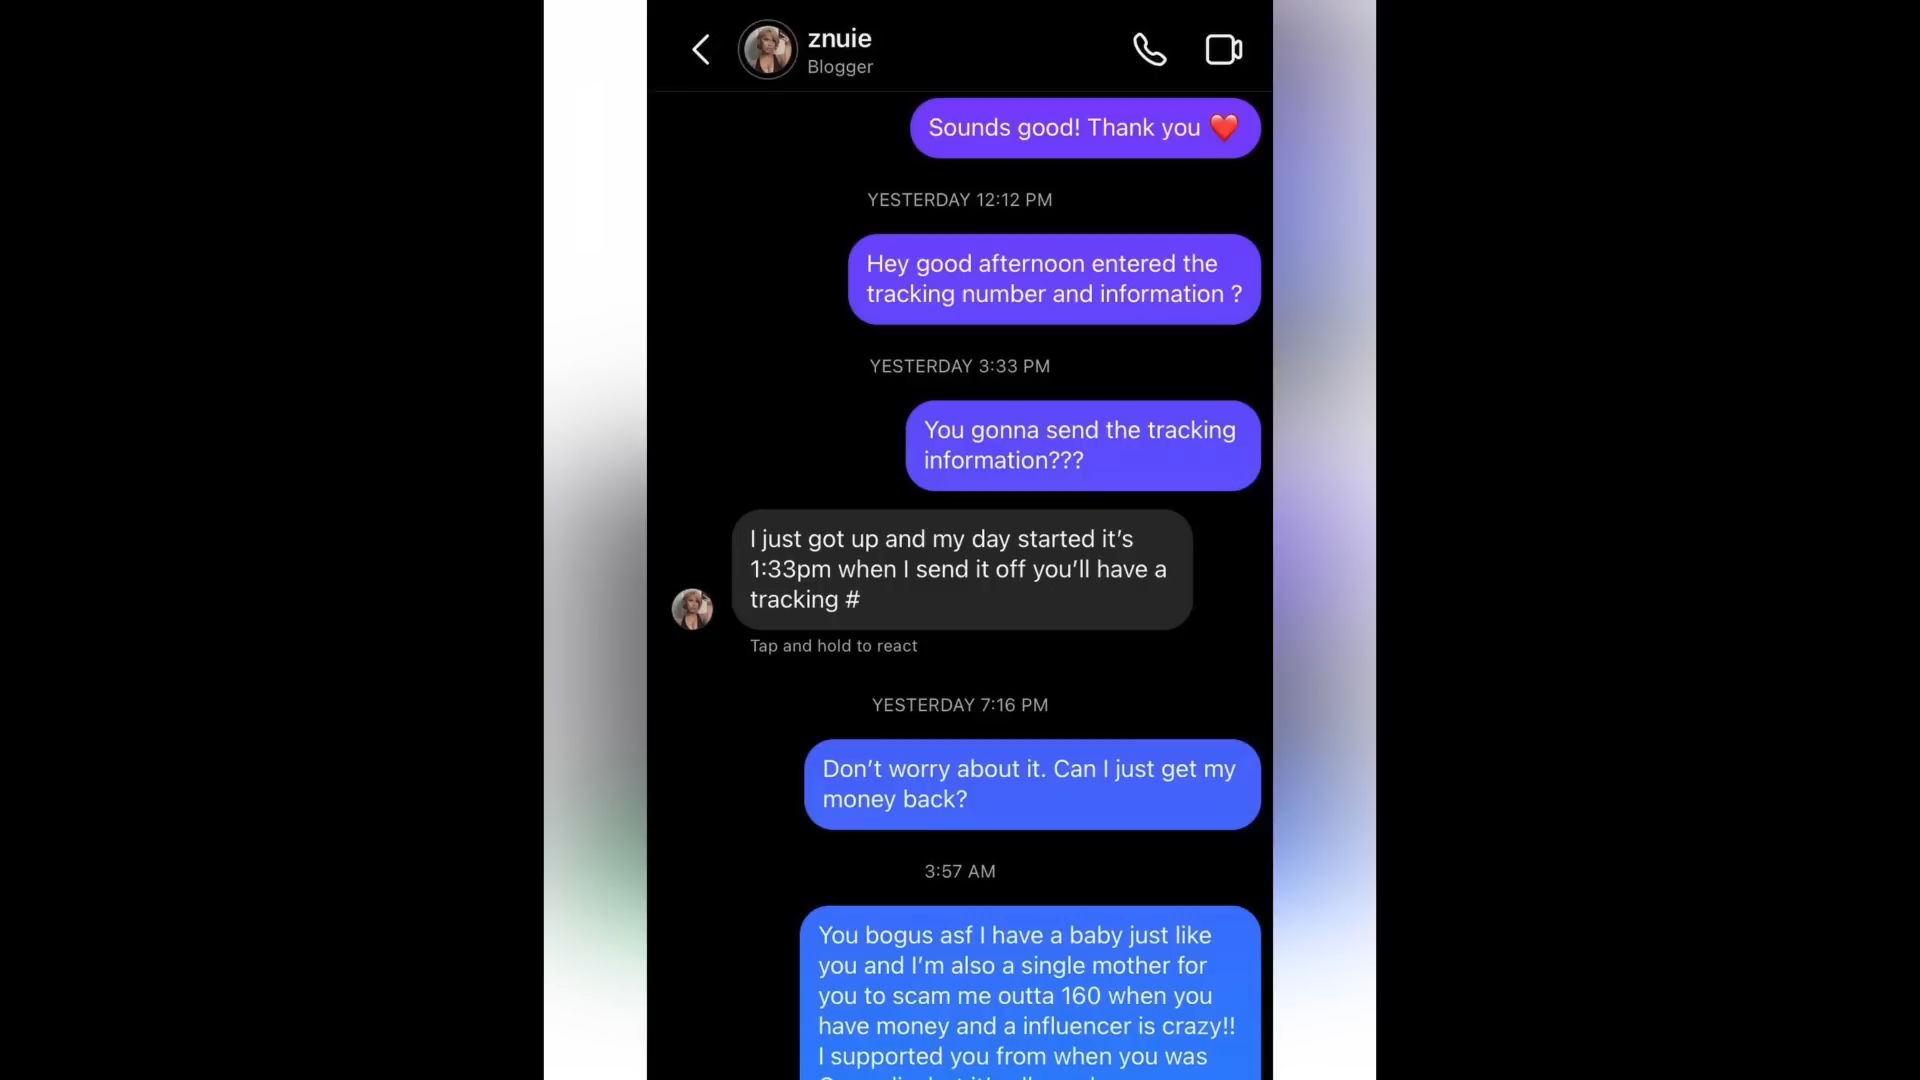 znuie
Blogger
Sounds good! Thank you ❤️
YESTERDAY 12:12 PM
Hey good afternoon entered the
tracking number and information ?
YESTERDAY 3:33 PM
You gonna send the tracking
information???
I just got up and my day started it’s
1:33pm when I send it off you’ll have a
tracking #
Tap and hold to react
YESTERDAY 7:16 PM
Don’t worry about it. Can I just get my
money back?
3:57 AM
You bogus asf I have a baby just like
you and I’m also a single mother for
you to scam me outta 160 when you
have money and a influencer is crazy!!
I supported you from when you was